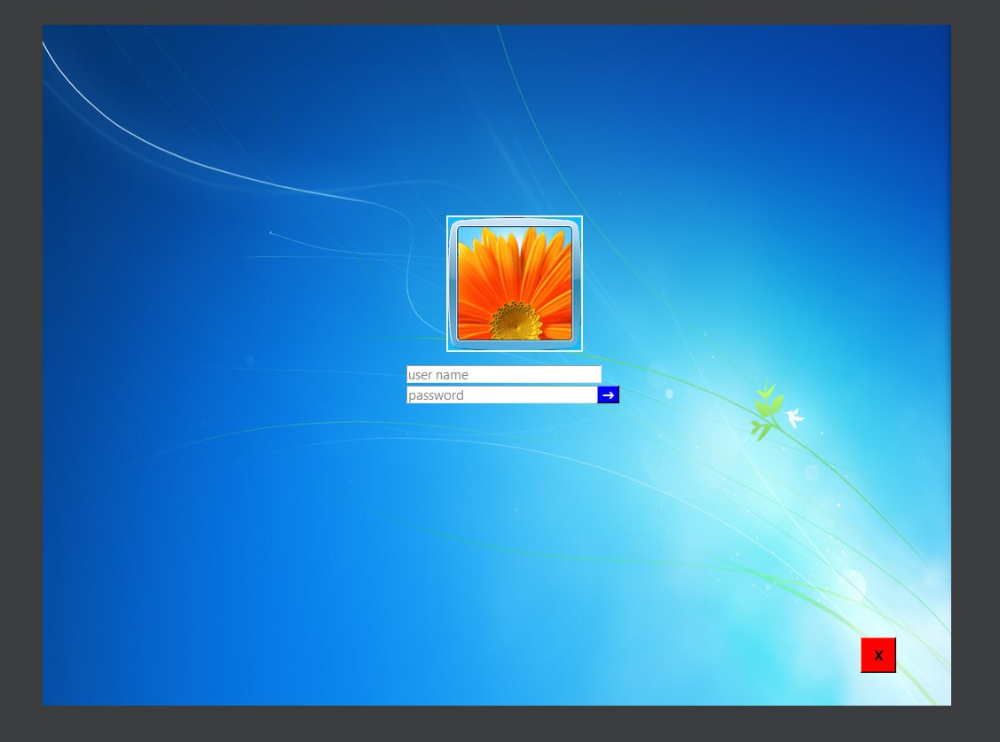 user name
password
→
X